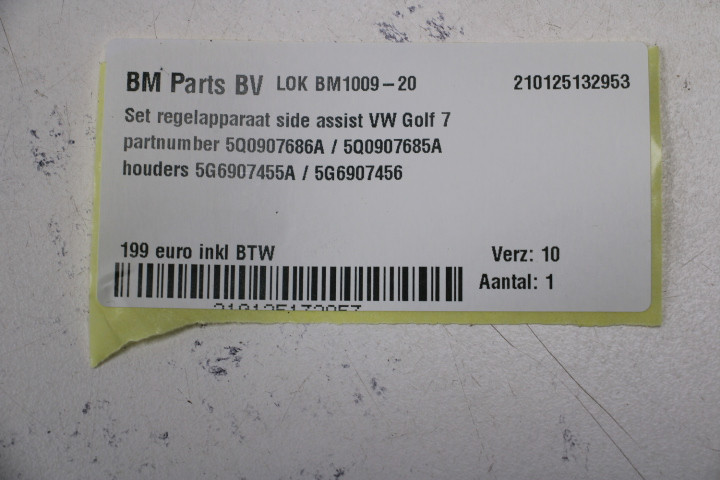 BM Parts BV LOK BM1009-20 210125132953
Set regelapparaat side assist VW Golf 7
partnumber 5Q0907686A / 5Q0907685A
houders 5G6907455A / 5G6907456
199 euro inkl BTW Verz: 10
Aantal: 1